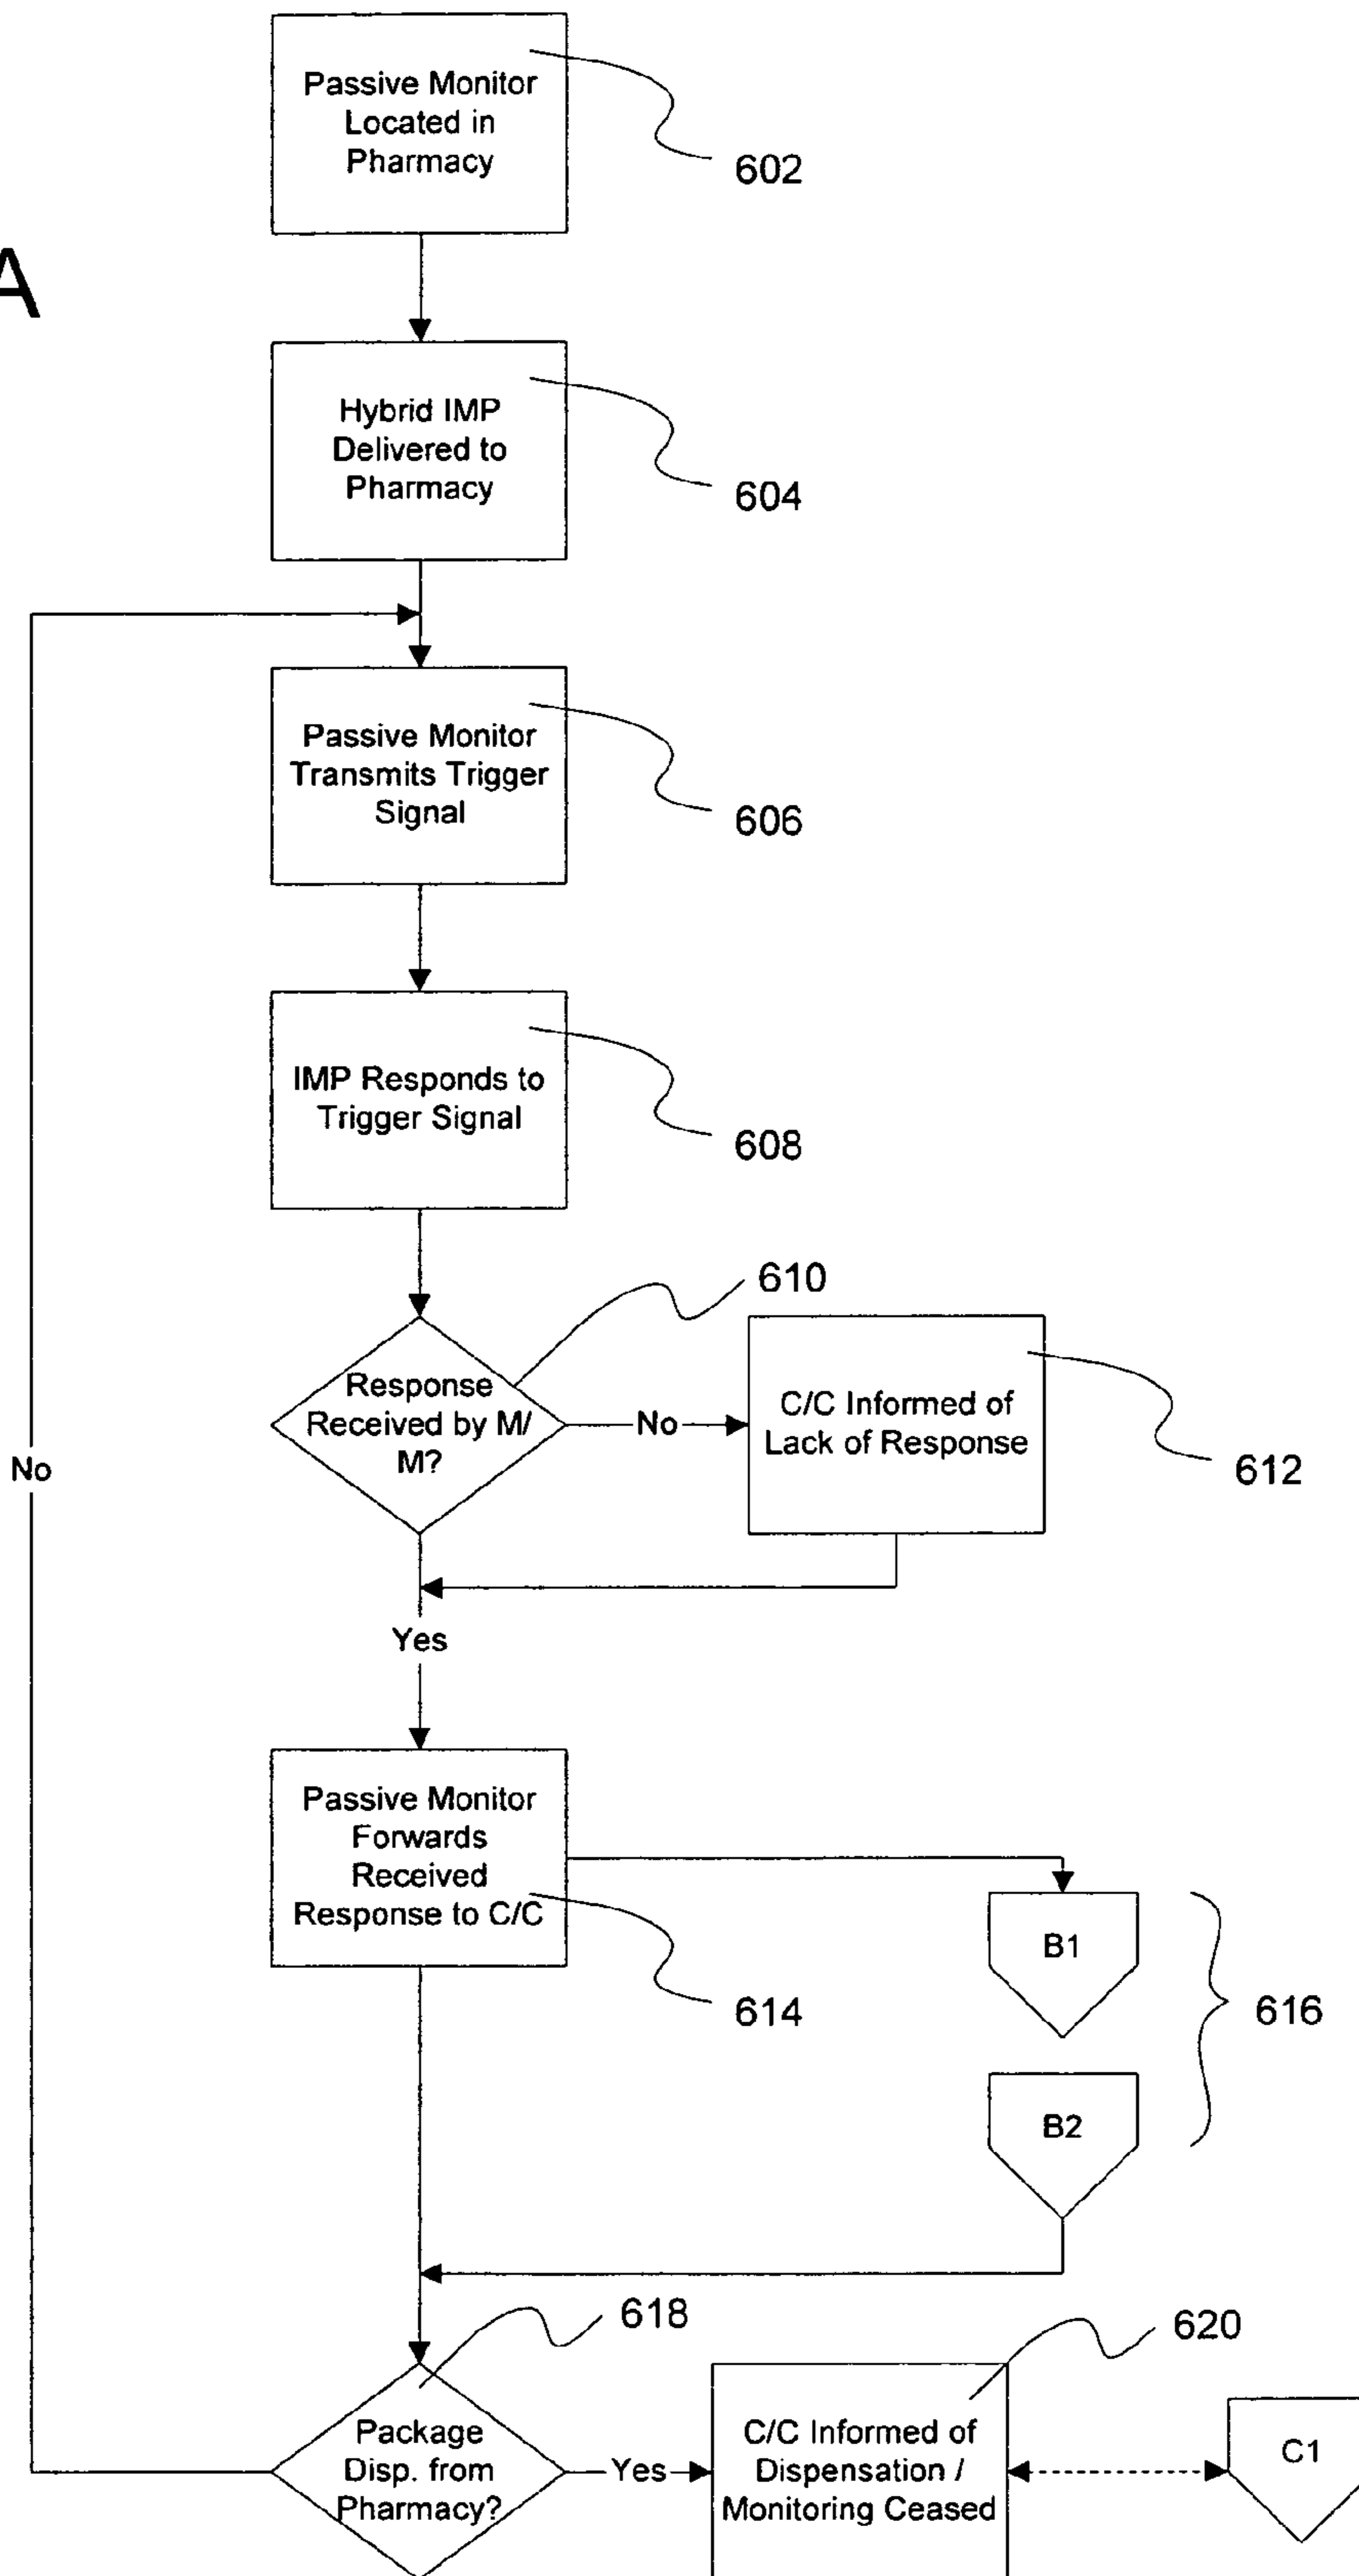 Passive Monitor
Located in
Pharmacy
602
A
Hybrid IMP
Delivered to
Pharmacy
604
Passive Monitor
Transmits Trigger
Signal
606
IMP Responds to
Trigger Signal
608
610
Response
Received by M/
M?
No
C/C Informed of
Lack of Response
612
No
Yes
Passive Monitor
Forwards
Received
Response to C/C
614
B1
616
B2
618
620
Package
Disp. from
Pharmacy?
Yes
C/C Informed of
Dispensation /
Monitoring Ceased
C1